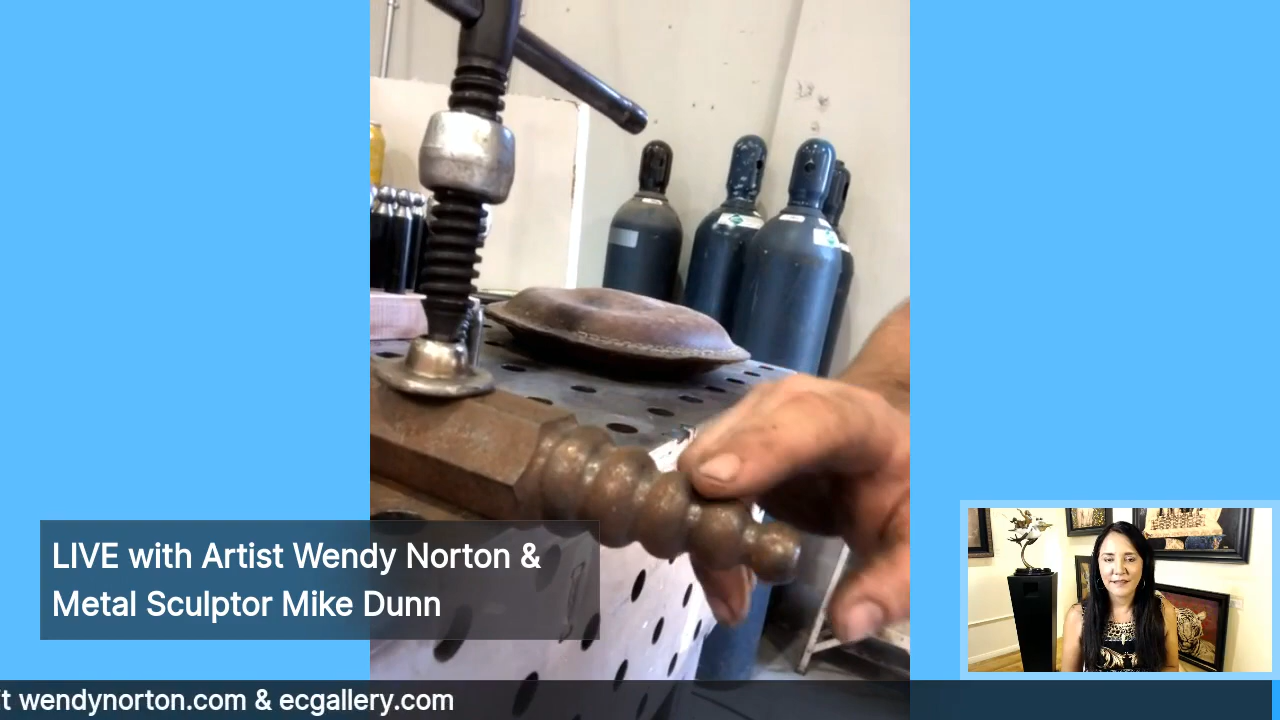 LIVE with Artist Wendy Norton &
Metal Sculptor Mike Dunn
t wendynorton.com & ecgallery.com